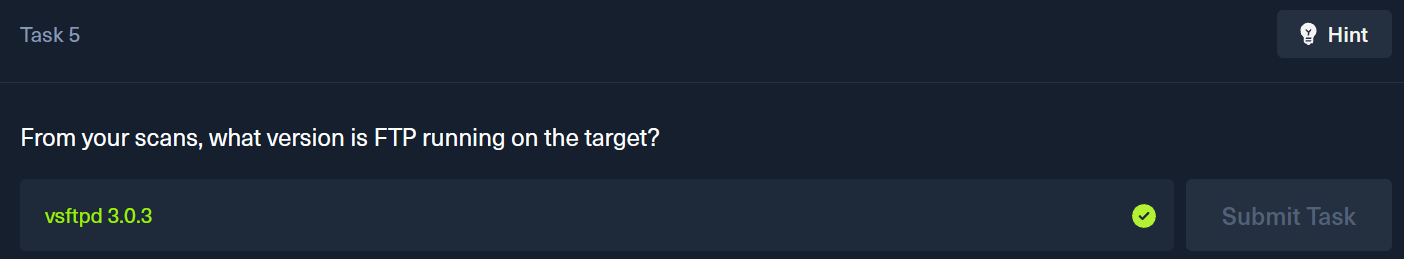 Task 5
Hint
From your scans, what version is FTP running on the target?
vsftpd 3.0.3
Submit Task